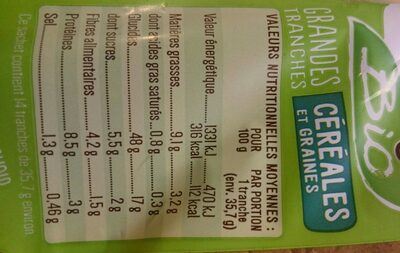 Bio
GRANDES
TRANCHES
CÉRÉALES
ET GRAINES
VALEURS NUTRITIONNELLES MOYENNES :
POUR 100 g
PAR PORTION 1 tranche (env. 35,7 g)
Valeur énergétique 1331 kJ 470 kJ
316 kcal 112 kcal
Matières grasses 9,1 g 3,2 g
dont acides gras saturés 0,8 g 0,3 g
Glucides 48 g 17 g
dont sucres 5,5 g 2 g
Fibres alimentaires 4,2 g 1,5 g
Protéines 8,5 g 3 g
Sel 1,3 g 0,46 g
Ce sachet contient 14 tranches de 35,7 g environ